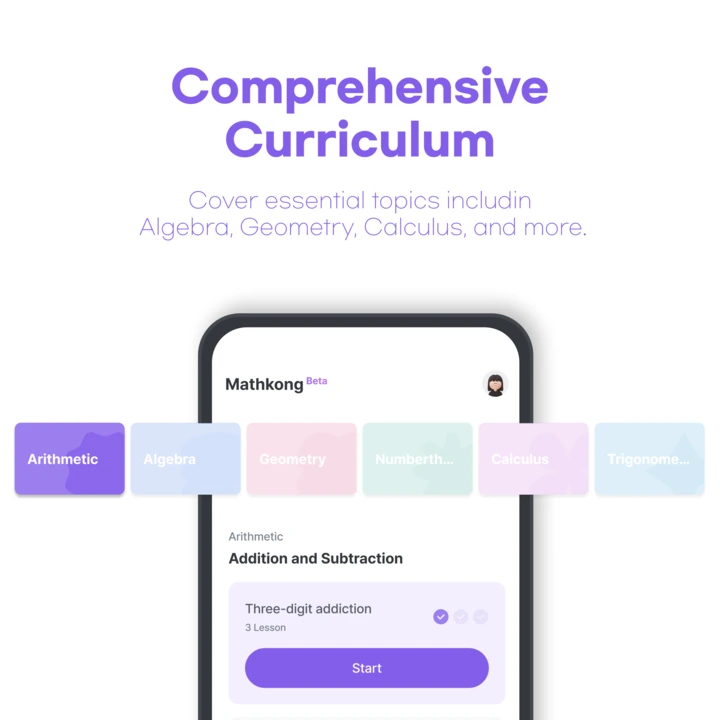 Comprehensive
Curriculum
Cover essential topics includin
Algebra, Geometry, Calculus, and more.
Mathkong Beta
Arithmetic
Algebra
Geometry
Numberth...
Calculus
Trigonome...
Arithmetic
Addition and Subtraction
Three-digit addiction
3 Lesson
Start